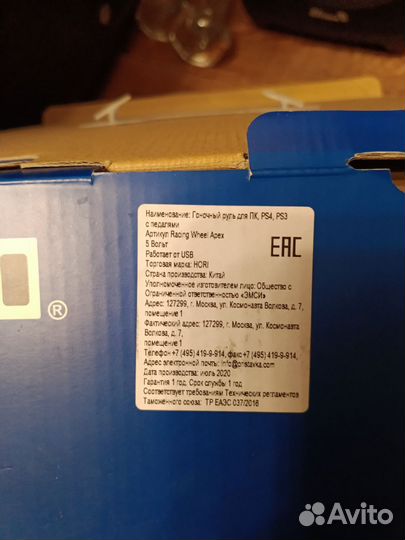 Наименование: Гоночный руль для ПК, PS4, PS3
с педалями
Артикул Racing Wheel Apex
5 Вольт
Работает от USB
Торговая марка: HORI
Страна производства: Китай
Уполномоченное изготовителем лицо: Общество с
Ограниченной ответственностью «ЭМСИ»
Адрес: 127299, г. Москва, ул. Космонавта Волкова, д. 7,
помещение 1
Фактический адрес: 127299, г. Москва, ул. Космонавта
Волкова, д. 7,
помещение 1
Телефон +7 (495) 419-9-914, факс +7 (495) 419-9-914,
Адрес электронной почты: info@pristavka.com
Дата производства: июль 2020
Гарантия 1 год. Срок службы 1 год
Соответствует требованиям Технических регламентов
Таможенного союза: ТР ЕАЭС 037/2016
EAC
®
Avito